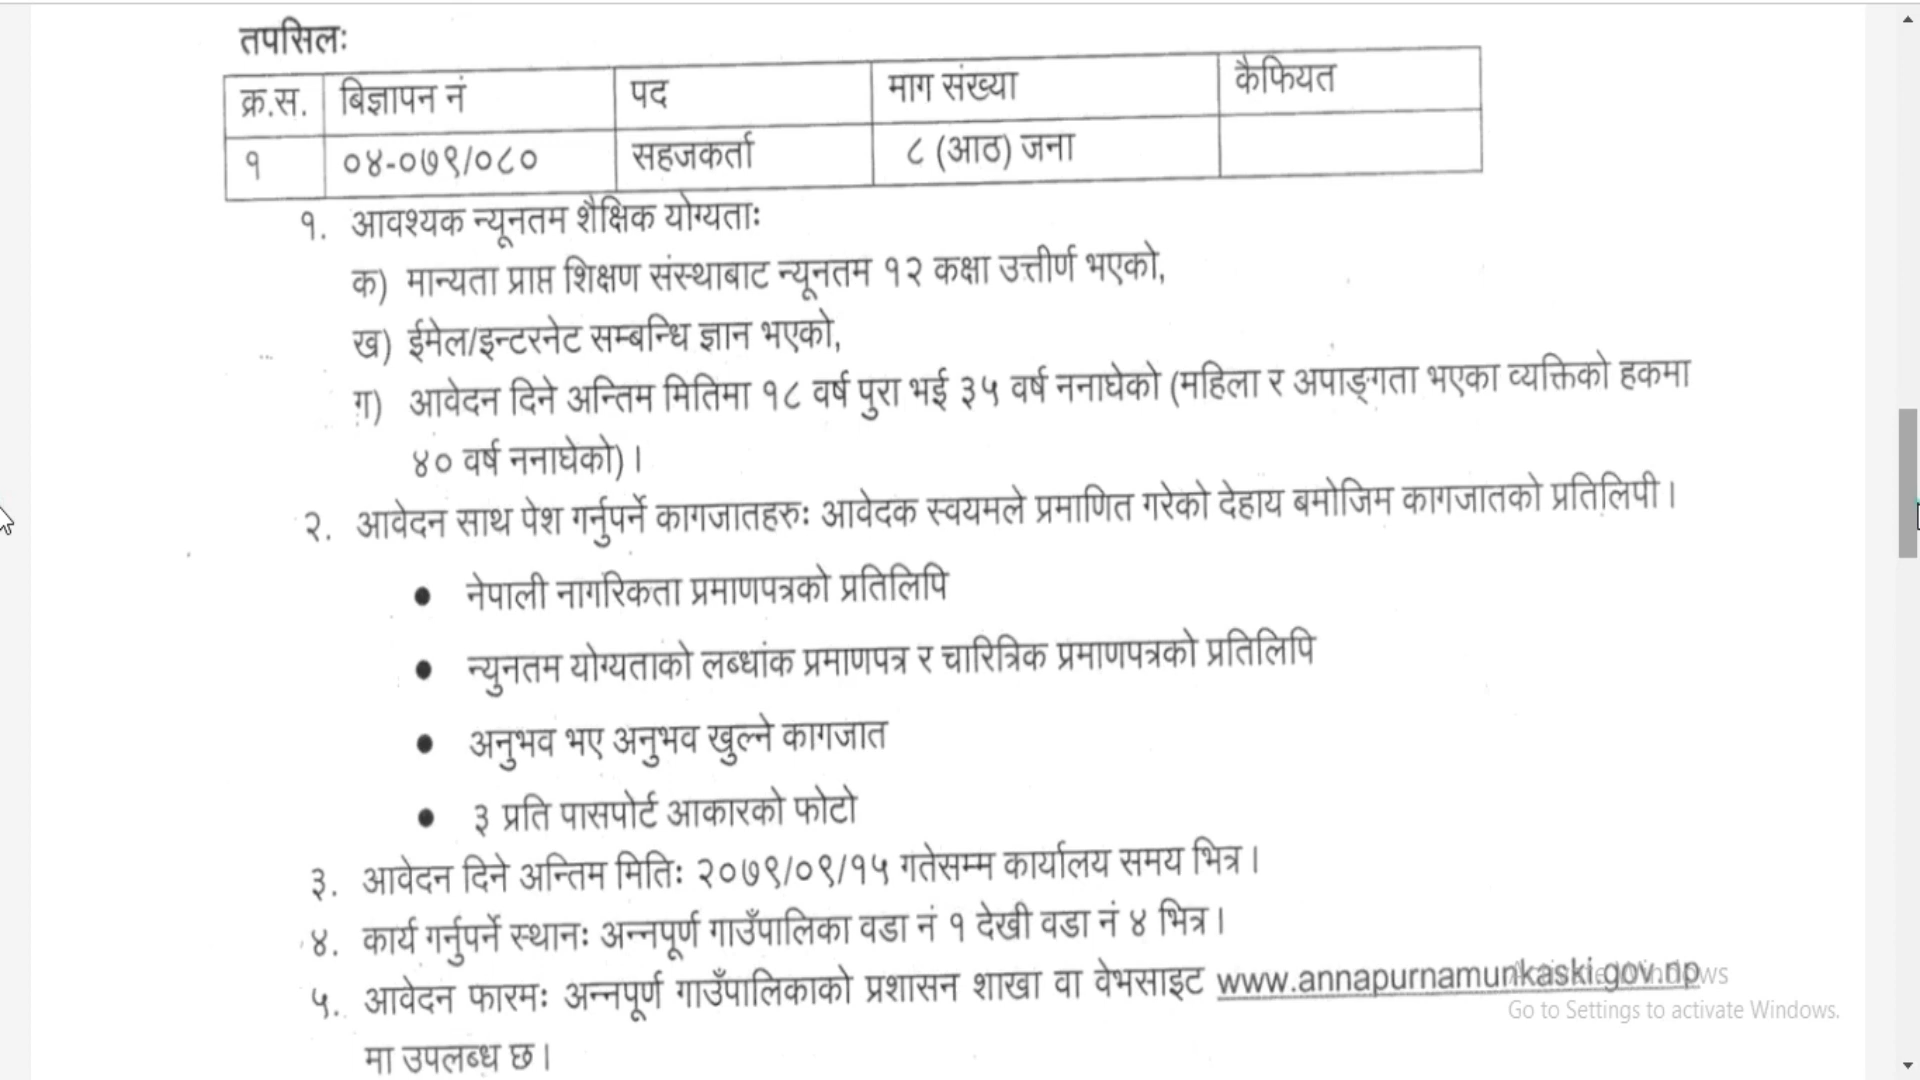 तपसिलः
क्र.स. बिज्ञापन नं पद माग संख्या कैफियत
१ ०४-०७९/०८० सहजकर्ता ८ (आठ) जना
१. आवश्यक न्यूनतम शैक्षिक योग्यताः
क) मान्यता प्राप्त शिक्षण संस्थाबाट न्यूनतम १२ कक्षा उत्तीर्ण भएको,
ख) ईमेल/इन्टरनेट सम्बन्धि ज्ञान भएको,
ग) आवेदन दिने अन्तिम मितिमा १८ वर्ष पुरा भई ३५ वर्ष ननाघेको (महिला र अपाङ्गता भएका व्यक्तिको हकमा
४० वर्ष ननाघेको) ।
२. आवेदन साथ पेश गर्नुपर्ने कागजातहरुः आवेदक स्वयमले प्रमाणित गरेको देहाय बमोजिम कागजातको प्रतिलिपी ।
● नेपाली नागरिकता प्रमाणपत्रको प्रतिलिपि
● न्युनतम योग्यताको लब्धांक प्रमाणपत्र र चारित्रिक प्रमाणपत्रको प्रतिलिपि
● अनुभव भए अनुभव खुल्ने कागजात
● ३ प्रति पासपोर्ट आकारको फोटो
३. आवेदन दिने अन्तिम मितिः २०७९/०९/१५ गतेसम्म कार्यालय समय भित्र ।
४. कार्य गर्नुपर्ने स्थानः अन्नपूर्ण गाउँपालिका वडा नं १ देखी वडा नं ४ भित्र ।
५. आवेदन फारमः अन्नपूर्ण गाउँपालिकाको प्रशासन शाखा वा वेभसाइट www.annapurnamunkaski.gov.np
मा उपलब्ध छ ।
Activate Windows
Go to Settings to activate Windows.